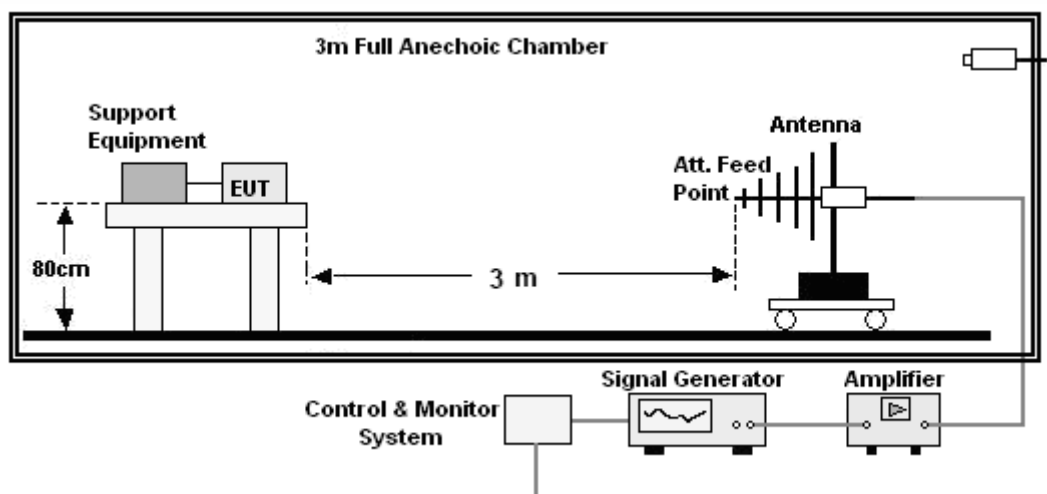 3m Full Anechoic Chamber
Support
Equipment
EUT
Antenna
Att. Feed
Point
80cm
3 m
Signal Generator
Amplifier
Control & Monitor
System